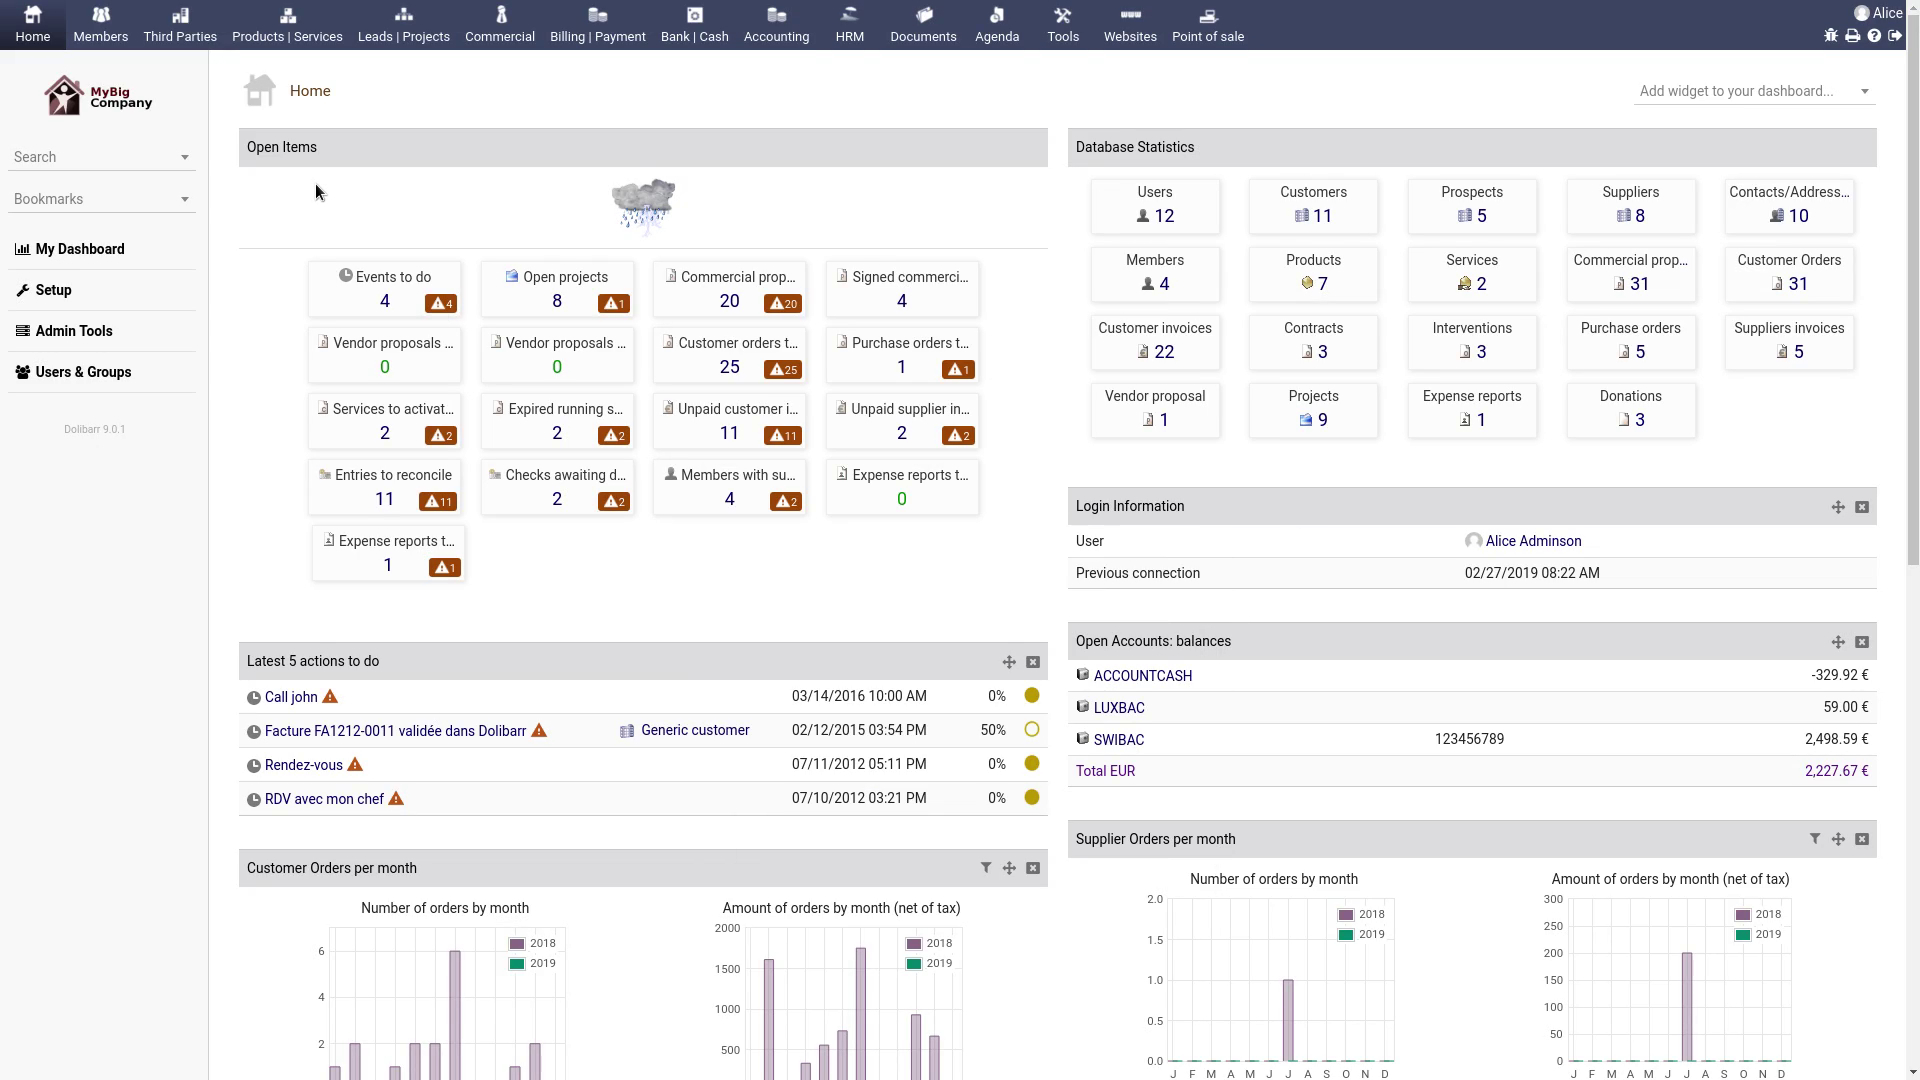 Home
Members
Third Parties
Products | Services
Leads | Projects
Commercial
Billing | Payment
Bank | Cash
Accounting
HRM
Documents
Agenda
Tools
Websites
Point of sale
Alice
MyBig
Company
Search
Bookmarks
My Dashboard
Setup
Admin Tools
Users & Groups
Dolibarr 9.0.1
Home
Add widget to your dashboard...
Open Items
Events to do
4
4
Open projects
8
1
Commercial prop...
20
20
Signed commerci...
4
Vendor proposals ...
0
Vendor proposals ...
0
Customer orders t...
25
25
Purchase orders t...
1
1
Services to activat...
2
2
Expired running s...
2
2
Unpaid customer i...
11
11
Unpaid supplier in...
2
2
Entries to reconcile
11
11
Checks awaiting d...
2
2
Members with su...
4
2
Expense reports t...
0
Expense reports t...
1
1
Latest 5 actions to do
Call john 03/14/2016 10:00 AM 0%
Facture FA1212-0011 validée dans Dolibarr Generic customer 02/12/2015 03:54 PM 50%
Rendez-vous 07/11/2012 05:11 PM 0%
RDV avec mon chef 07/10/2012 03:21 PM 0%
Customer Orders per month
Number of orders by month
2018
2019
6
4
2
Amount of orders by month (net of tax)
2018
2019
2000
1500
1000
500
Database Statistics
Users
12
Customers
11
Prospects
5
Suppliers
8
Contacts/Address...
10
Members
4
Products
7
Services
2
Commercial prop...
31
Customer Orders
31
Customer invoices
22
Contracts
3
Interventions
3
Purchase orders
5
Suppliers invoices
5
Vendor proposal
1
Projects
9
Expense reports
1
Donations
3
Login Information
User Alice Adminson
Previous connection 02/27/2019 08:22 AM
Open Accounts: balances
ACCOUNTCASH -329.92 €
LUXBAC 59.00 €
SWIBAC 123456789 2,498.59 €
Total EUR 2,227.67 €
Supplier Orders per month
Number of orders by month
2018
2019
2.0
1.5
1.0
0.5
0.0
J F M A M J J A S O N D
Amount of orders by month (net of tax)
2018
2019
300
250
200
150
100
50
0
J F M A M J J A S O N D